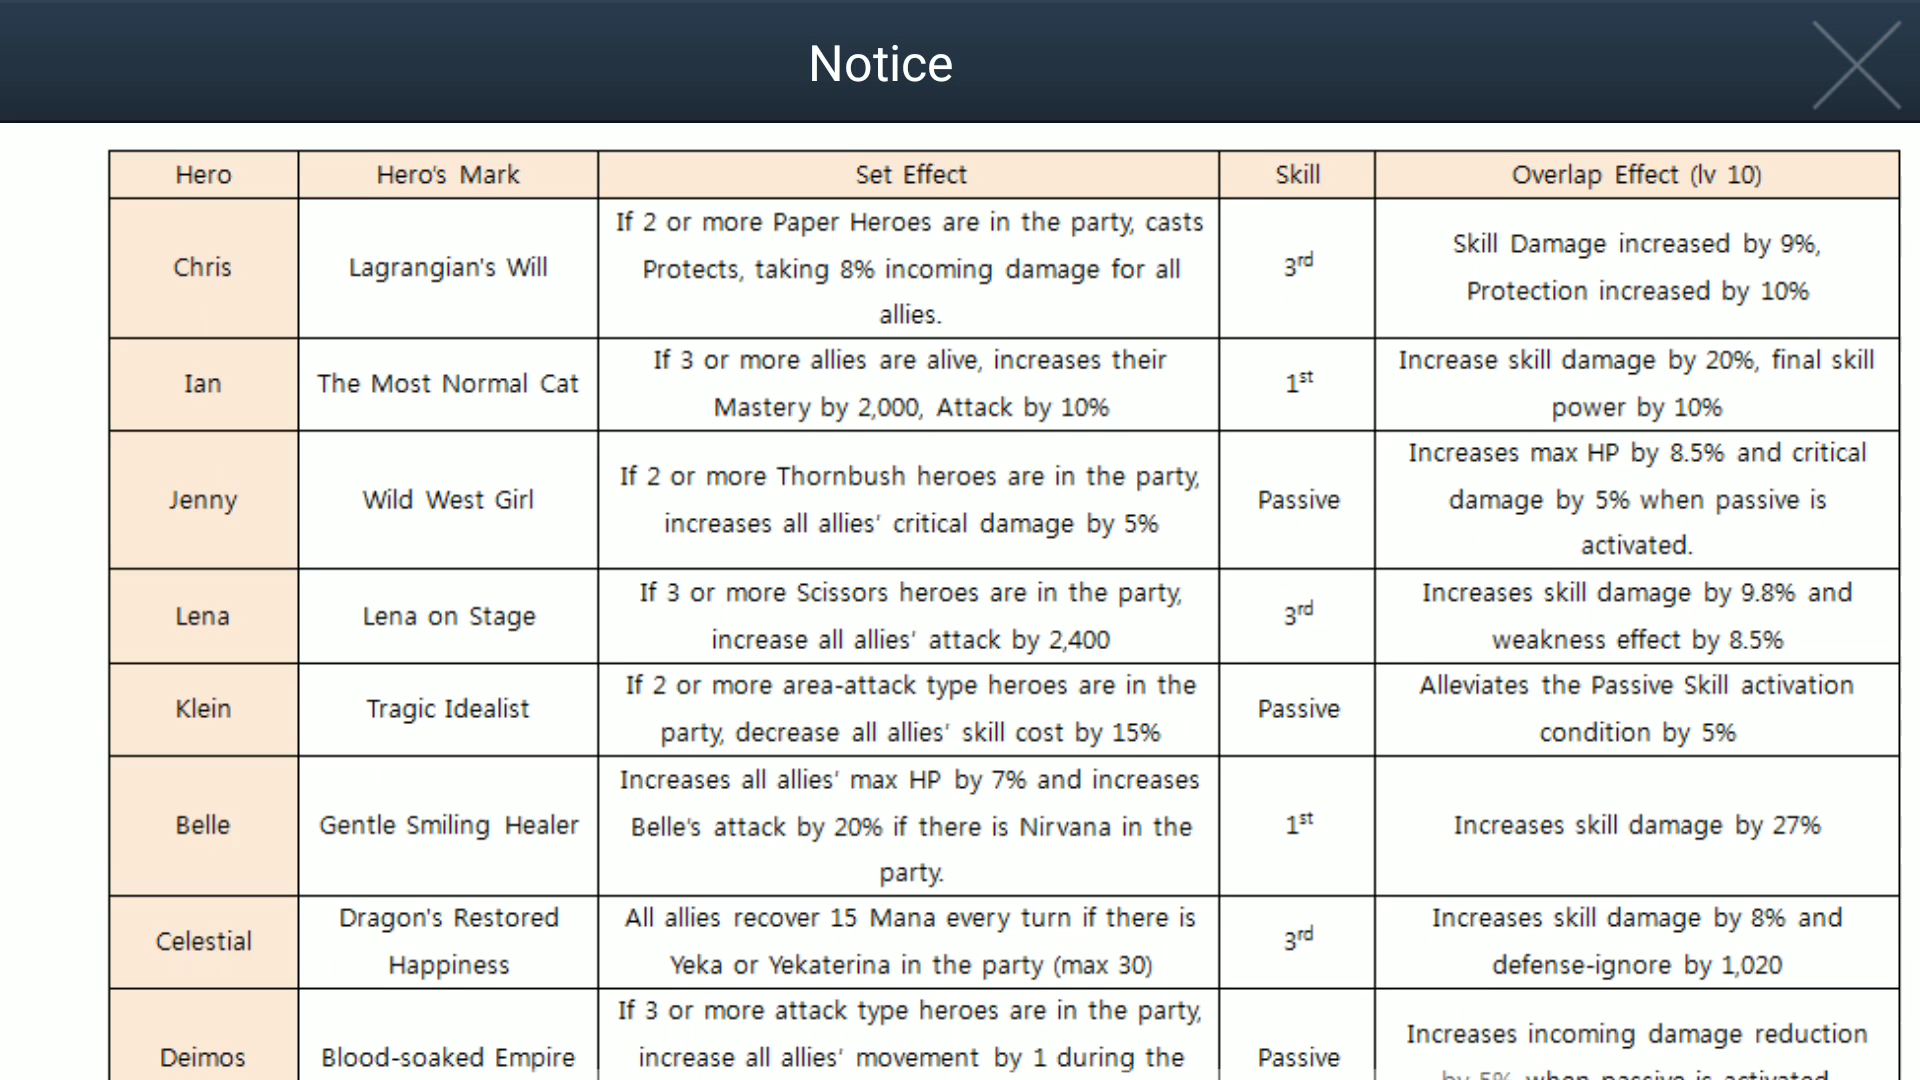 Notice
Hero Hero's Mark Set Effect Skill Overlap Effect (lv 10)
Chris
Lagrangian's Will
If 2 or more Paper Heroes are in the party, casts
Protects, taking 8% incoming damage for all
allies.
3rd
Skill Damage increased by 9%,
Protection increased by 10%
Ian
The Most Normal Cat
If 3 or more allies are alive, increases their
Mastery by 2,000, Attack by 10%
1st
Increase skill damage by 20%, final skill
power by 10%
Jenny
Wild West Girl
If 2 or more Thornbush heroes are in the party,
increases all allies' critical damage by 5%
Passive
Increases max HP by 8.5% and critical
damage by 5% when passive is
activated.
Lena
Lena on Stage
If 3 or more Scissors heroes are in the party,
increase all allies' attack by 2,400
3rd
Increases skill damage by 9.8% and
weakness effect by 8.5%
Klein
Tragic Idealist
If 2 or more area-attack type heroes are in the
party, decrease all allies' skill cost by 15%
Passive
Alleviates the Passive Skill activation
condition by 5%
Belle
Gentle Smiling Healer
Increases all allies' max HP by 7% and increases
Belle's attack by 20% if there is Nirvana in the
party.
1st
Increases skill damage by 27%
Celestial
Dragon's Restored
Happiness
All allies recover 15 Mana every turn if there is
Yeka or Yekaterina in the party (max 30)
3rd
Increases skill damage by 8% and
defense-ignore by 1,020
Deimos
Blood-soaked Empire
If 3 or more attack type heroes are in the party,
increase all allies' movement by 1 during the
Passive
Increases incoming damage reduction
by 5% when passive is activated